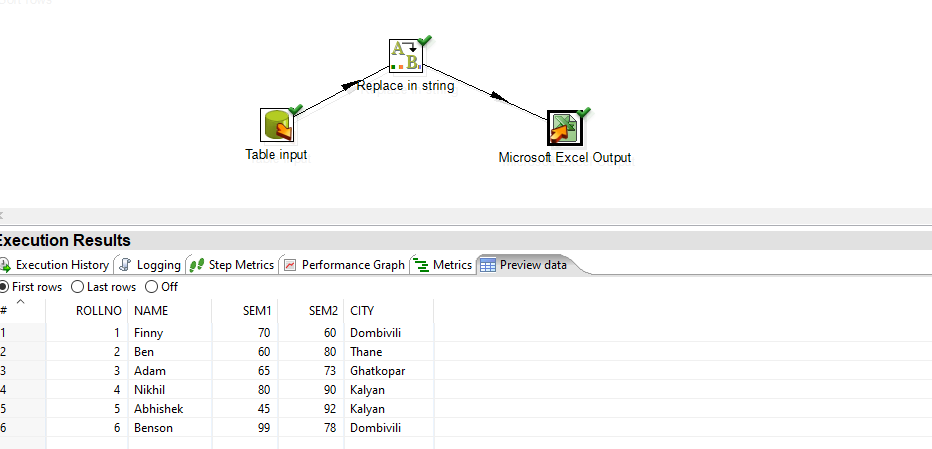 Replace in string
Table input
Microsoft Excel Output
Execution Results
Execution History Logging Step Metrics Performance Graph Metrics Preview data
First rows Last rows Off
# ROLLNO NAME SEM1 SEM2 CITY
1 1 Finny 70 60 Dombivili
2 2 Ben 60 80 Thane
3 3 Adam 65 73 Ghatkopar
4 4 Nikhil 80 90 Kalyan
5 5 Abhishek 45 92 Kalyan
6 6 Benson 99 78 Dombivili